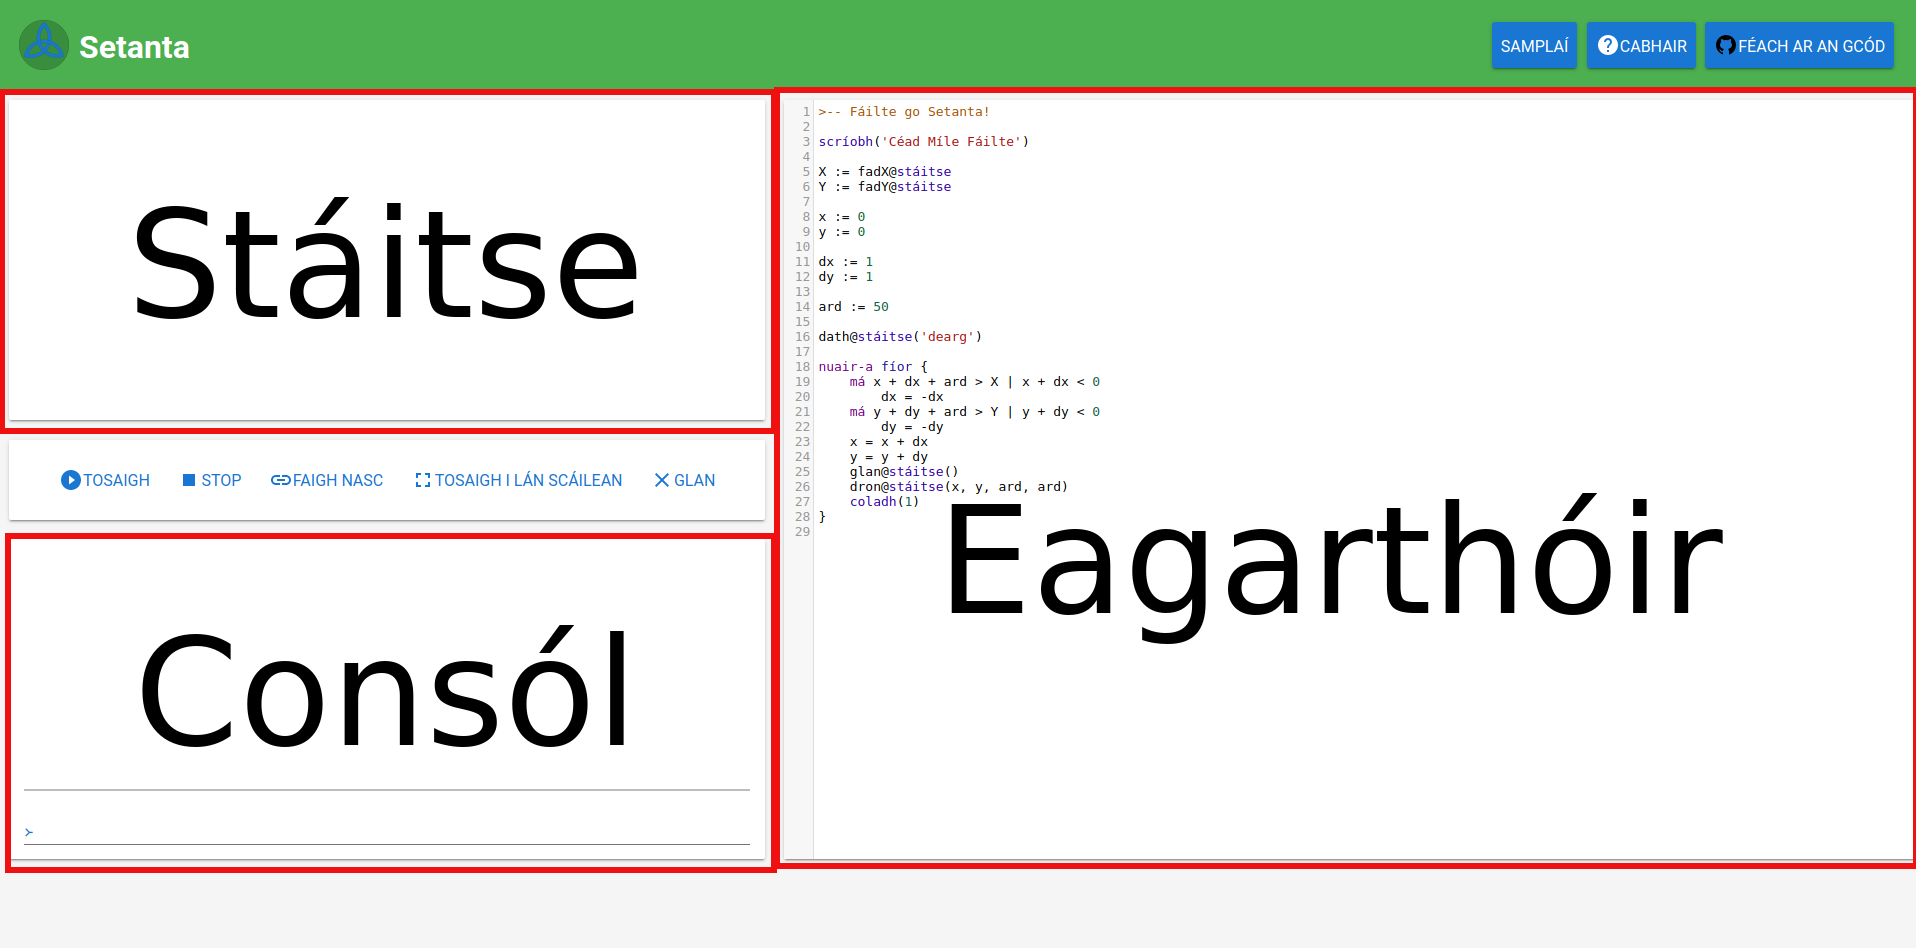 Setanta
SAMPLAÍ
CABHAIR
FÉACH AR AN GCÓD
Stáitse
TOSAIGH
STOP
FAIGH NASC
TOSAIGH I LÁN SCÁILEAN
GLAN
Consól
>
1 >-- Fáilte go Setanta!
2
3 scríobh('Céad Míle Fáilte')
4
5 X := fadX@stáitse
6 Y := fadY@stáitse
7
8 x := 0
9 y := 0
10
11 dx := 1
12 dy := 1
13
14 ard := 50
15
16 dath@stáitse('dearg')
17
18 nuair-a fíor {
19     má x + dx + ard > X | x + dx < 0
20         dx = -dx
21     má y + dy + ard > Y | y + dy < 0
22         dy = -dy
23     x = x + dx
24     y = y + dy
25     glan@stáitse()
26     dron@stáitse(x, y, ard, ard)
27     coladh(1)
28 }
29
Eagarthóir